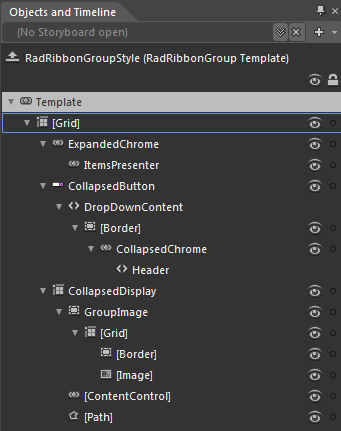 Objects and Timeline
(No Storyboard open)
RadRibbonGroupStyle (RadRibbonGroup Template)
Template
[Grid]
ExpandedChrome
ItemsPresenter
CollapsedButton
DropDownContent
[Border]
CollapsedChrome
Header
CollapsedDisplay
GroupImage
[Grid]
[Border]
[Image]
[ContentControl]
[Path]